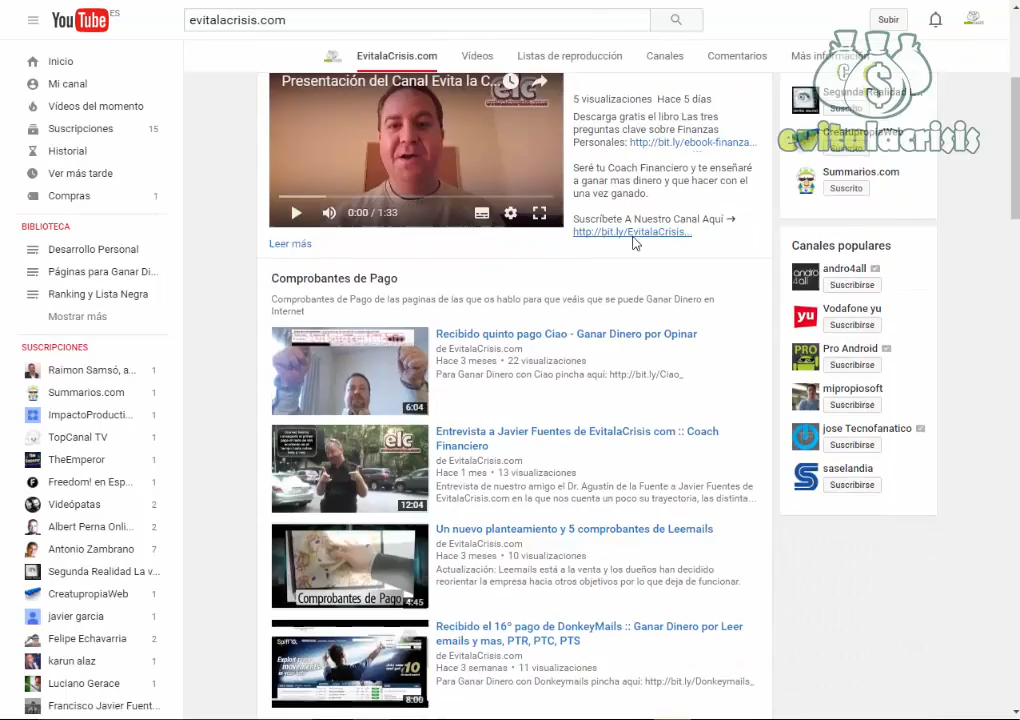 YouTube ES
evitalacrisis.com
Subir
EvitalaCrisis.com
Vídeos
Listas de reproducción
Canales
Comentarios
Más información
Inicio
Mi canal
Vídeos del momento
Suscripciones 15
Historial
Ver más tarde
Compras 1
BIBLIOTECA
Desarrollo Personal
Páginas para Ganar Di...
Ranking y Lista Negra
Mostrar más
SUSCRIPCIONES
Raimon Samsó, a... 1
Summarios.com 1
ImpactoProducti... 1
TopCanal TV 1
TheEmperor 1
Freedom! en Esp... 1
Videópatas 2
Albert Perna Onli... 1
Antonio Zambrano 7
Segunda Realidad La v... 1
CreatupropiaWeb 1
javier garcia 1
Felipe Echavarria 2
karun alaz 1
Luciano Gerace 1
Francisco Javier Fuent... 1
Presentación del Canal Evita la C...
elc
0:00 / 1:33
5 visualizaciones Hace 5 días
Descarga gratis el libro Las tres
preguntas clave sobre Finanzas
Personales: http://bit.ly/ebook-finanza...
Seré tu Coach Financiero y te enseñaré
a ganar mas dinero y que hacer con el
una vez ganado.
Suscríbete A Nuestro Canal Aquí →
http://bit.ly/EvitalaCrisis...
Leer más
Comprobantes de Pago
Comprobantes de Pago de las paginas de las que os hablo para que veáis que se puede Ganar Dinero en
Internet
Recibido quinto pago Ciao - Ganar Dinero por Opinar
de EvitalaCrisis.com
Hace 3 meses • 22 visualizaciones
Para Ganar Dinero con Ciao pincha aquí: http://bit.ly/Ciao_
6:04
Entrevista a Javier Fuentes de EvitalaCrisis com :: Coach
Financiero
de EvitalaCrisis.com
Hace 1 mes • 13 visualizaciones
Entrevista de nuestro amigo el Dr. Agustín de la Fuente a Javier Fuentes de
EvitalaCrisis.com en la que nos cuenta un poco su trayectoria, las distinta...
elc
12:04
Un nuevo planteamiento y 5 comprobantes de Leemails
de EvitalaCrisis.com
Hace 3 meses • 10 visualizaciones
Actualización: Leemails está a la venta y los dueños han decidido
reorientar la empresa hacia otros objetivos por lo que deja de funcionar.
Comprobantes de Pago
4:45
Recibido el 16º pago de DonkeyMails :: Ganar Dinero por Leer
emails y mas, PTR, PTC, PTS
de EvitalaCrisis.com
Hace 3 semanas • 11 visualizaciones
Para Ganar Dinero con Donkeymails pincha aquí: http://bit.ly/Donkeymails_
8:00
Segunda Realidad L...
Suscrito
CreatupropiaWeb
Suscrito
evitalacrisis
Summarios.com
Suscrito
Canales populares
andro4all
Suscribirse
Vodafone yu
Suscribirse
Pro Android
Suscribirse
mipropiosoft
Suscribirse
jose Tecnofanatico
Suscribirse
saselandia
Suscribirse